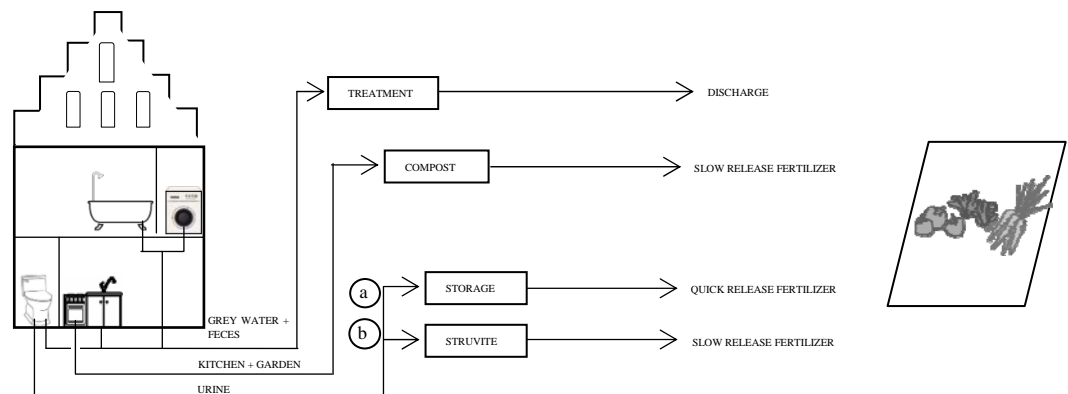 TREATMENT
DISCHARGE
COMPOST
SLOW RELEASE FERTILIZER
a
STORAGE
QUICK RELEASE FERTILIZER
b
STRUVITE
SLOW RELEASE FERTILIZER
GREY WATER +
FECES
KITCHEN + GARDEN
URINE